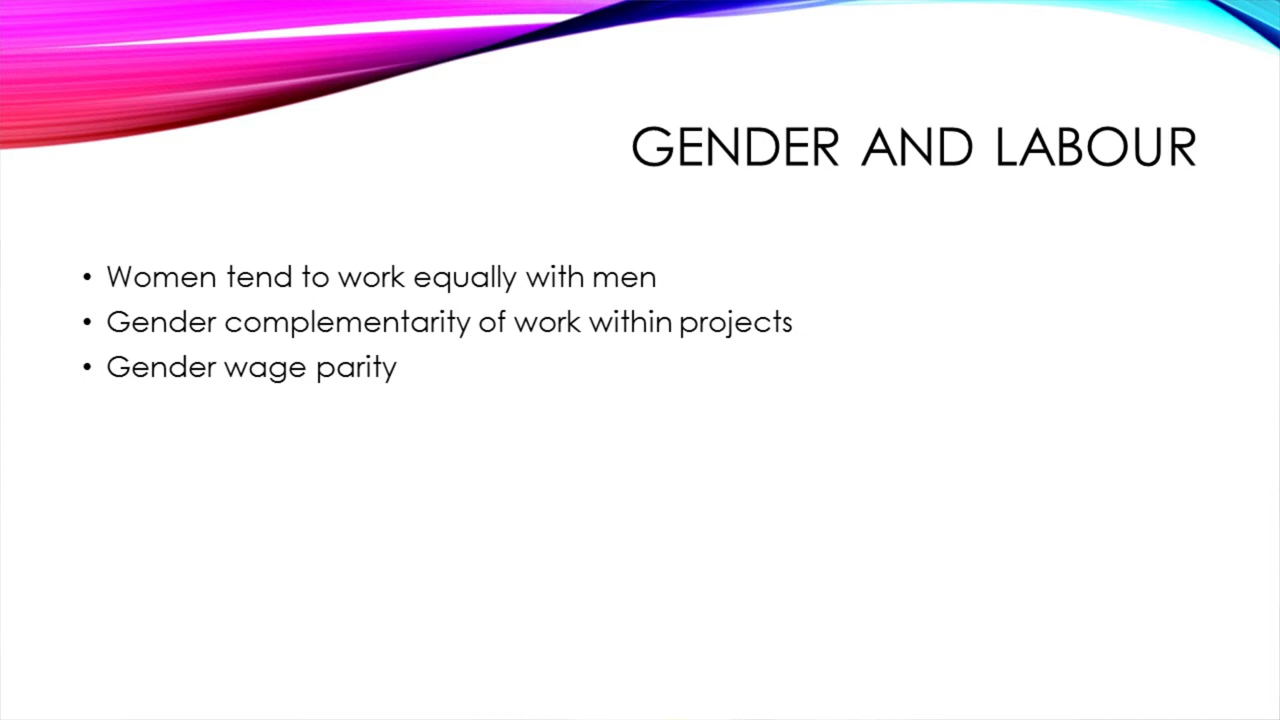 GENDER AND LABOUR
• Women tend to work equally with men
• Gender complementarity of work within projects
• Gender wage parity